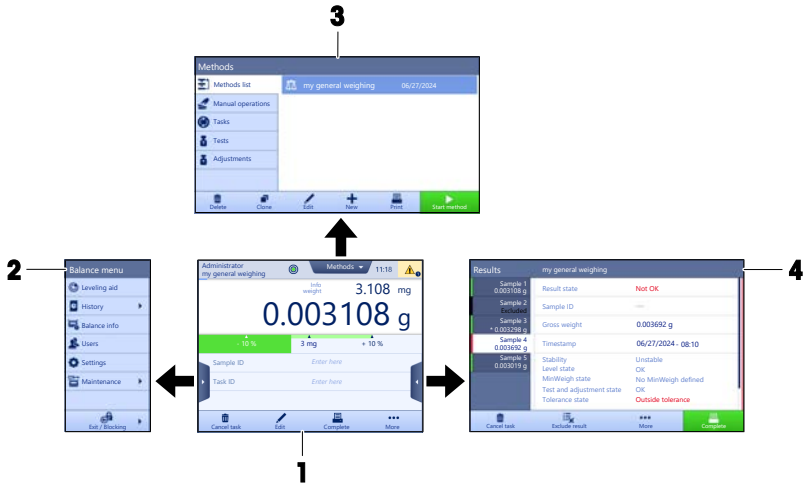 3
Methods
Methods list
my general weighing 06/27/2024
Manual operations
Tasks
Tests
Adjustments
Delete Clone Edit New Print Start method
2
Balance menu
Leveling aid
History
Balance info
Users
Settings
Maintenance
Exit / Blocking
Administrator
my general weighing
Methods
11:18
Info
weight
3.108 mg
0.003108 g
- 10 % 3 mg + 10 %
Sample ID Enter here
Task ID Enter here
Cancel task Edit Complete More
1
4
Results my general weighing
Sample 1
0.003108 g
Sample 2
Excluded
Sample 3
* 0.003298 g
Sample 4
0.003692 g
Sample 5
0.003019 g
Result state Not OK
Sample ID —
Gross weight 0.003692 g
Timestamp 06/27/2024 - 08:10
Stability Unstable
Level state OK
MinWeigh state No MinWeigh defined
Test and adjustment state OK
Tolerance state Outside tolerance
Cancel task Exclude result More Complete